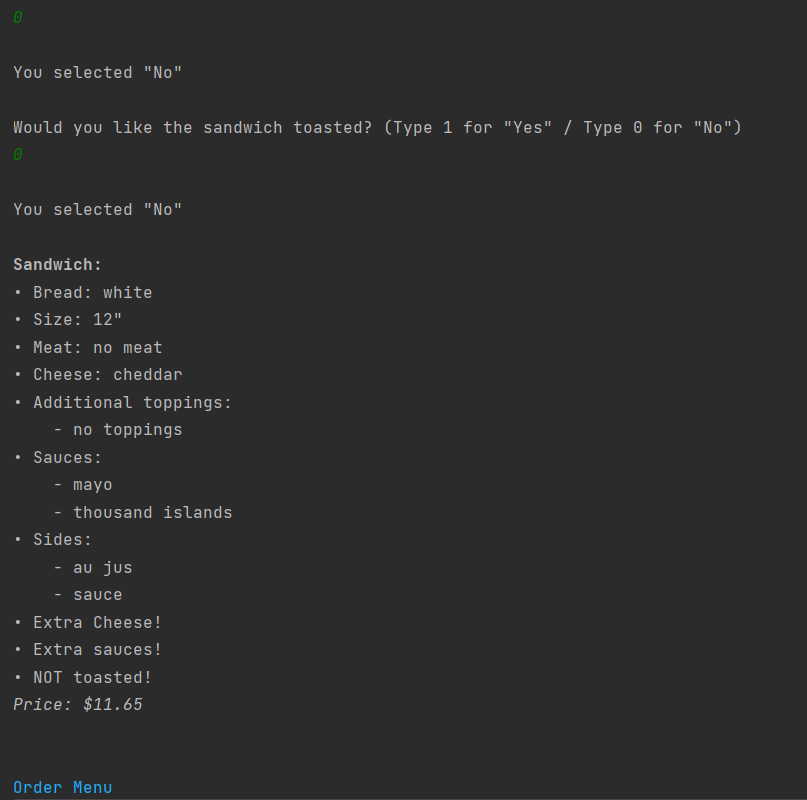 0
You selected "No"
Would you like the sandwich toasted? (Type 1 for "Yes" / Type 0 for "No")
0
You selected "No"
Sandwich:
• Bread: white
• Size: 12"
• Meat: no meat
• Cheese: cheddar
• Additional toppings:
    - no toppings
• Sauces:
    - mayo
    - thousand islands
• Sides:
    - au jus
    - sauce
• Extra Cheese!
• Extra sauces!
• NOT toasted!
Price: $11.65
Order Menu